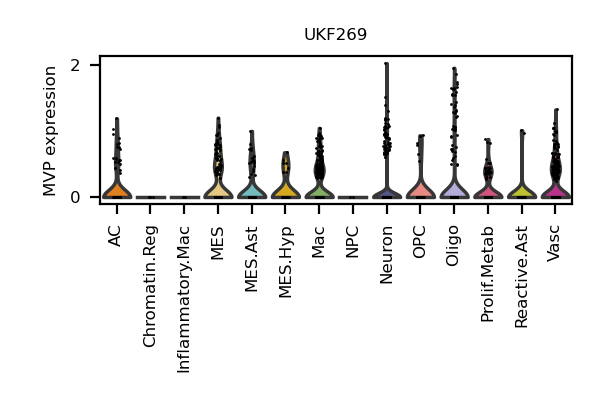 UKF269
MVP expression
2
0
AC
Chromatin.Reg
Inflammatory.Mac
MES
MES.Ast
MES.Hyp
Mac
NPC
Neuron
OPC
Oligo
Prolif.Metab
Reactive.Ast
Vasc